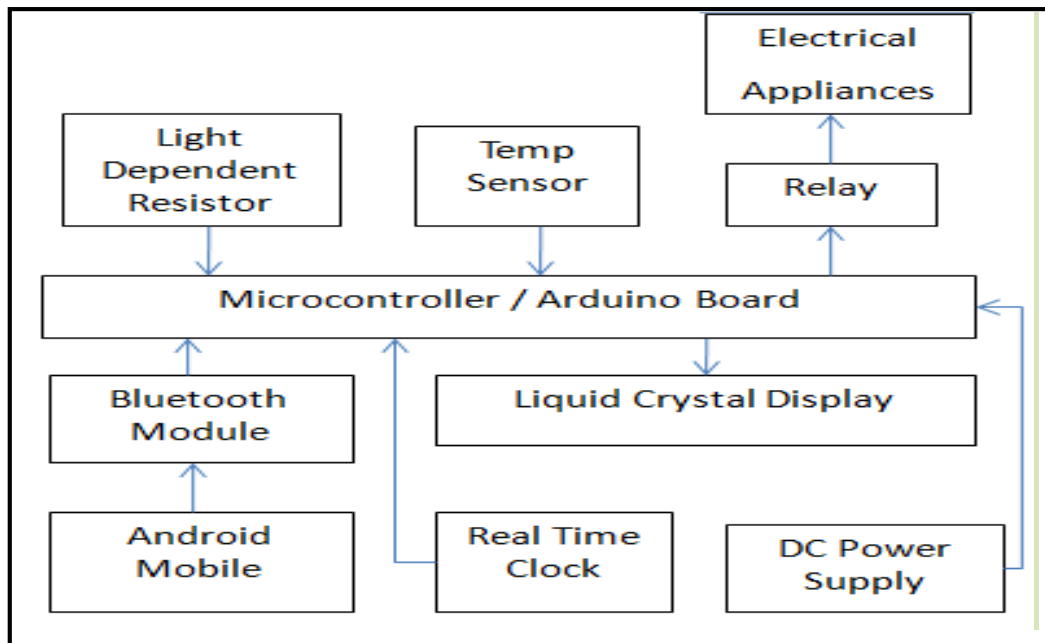 Electrical
Appliances
Light
Dependent
Resistor
Temp
Sensor
Relay
Microcontroller / Arduino Board
Bluetooth
Module
Liquid Crystal Display
Android
Mobile
Real Time
Clock
DC Power
Supply